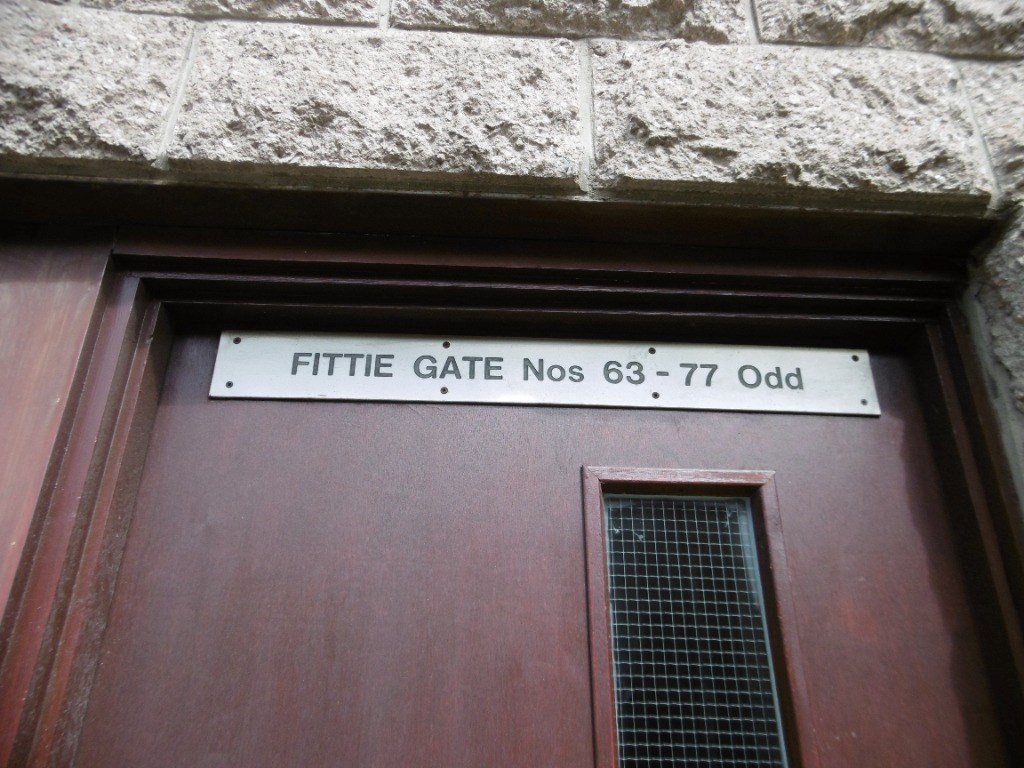 FITTIE GATE Nos 63 - 77 Odd